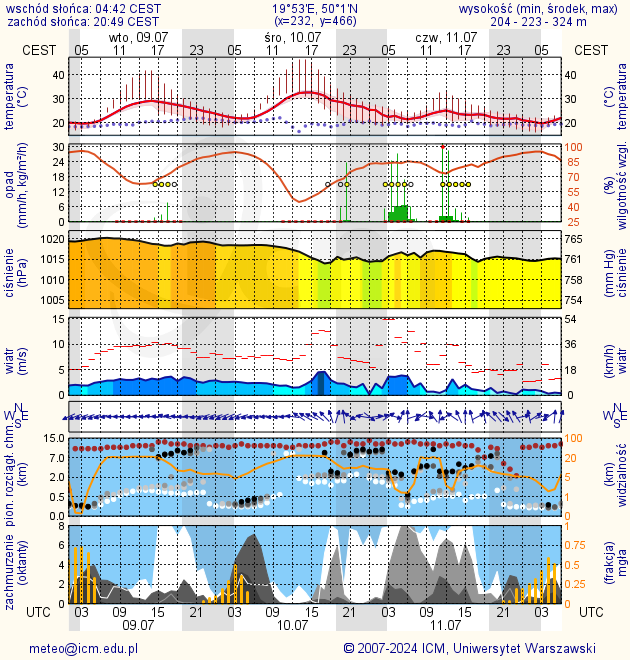 wschód słońca: 04:42 CEST
19°53'E, 50°1'N
wysokość (min, środek, max)
zachód słońca: 20:49 CEST
(x=232, y=466)
204 - 223 - 324 m
wto, 09.07
śro, 10.07
czw, 11.07
CEST 05 11 17 23 05 11 17 23 05 11 17 23 05 CEST
temperatura
(°C)
40
30
20
40
30
20
(°C)
temperatura
opad
(mm/h, kg/m²/h)
30
24
18
12
6
0
100
85
70
55
40
25
(%)
wilgotność wzgl.
ciśnienie
(hPa)
1020
1015
1010
1005
765
761
758
754
(mm Hg)
ciśnienie
wiatr
(m/s)
15
10
5
0
54
36
18
0
(km/h)
wiatr
N
W E
S
N
W E
S
pion. rozciągł. chm.
(km)
15.0
7.0
2.0
0.5
0.0
100
20
5
1
0
(km)
widzialność
zachmurzenie
(oktanty)
8
6
4
2
0
1
0.75
0.5
0.25
0
(frakcja)
mgła
UTC 03 09 15 21 03 09 15 21 03 09 15 21 03 UTC
09.07
10.07
11.07
meteo@icm.edu.pl
© 2007-2024 ICM, Uniwersytet Warszawski